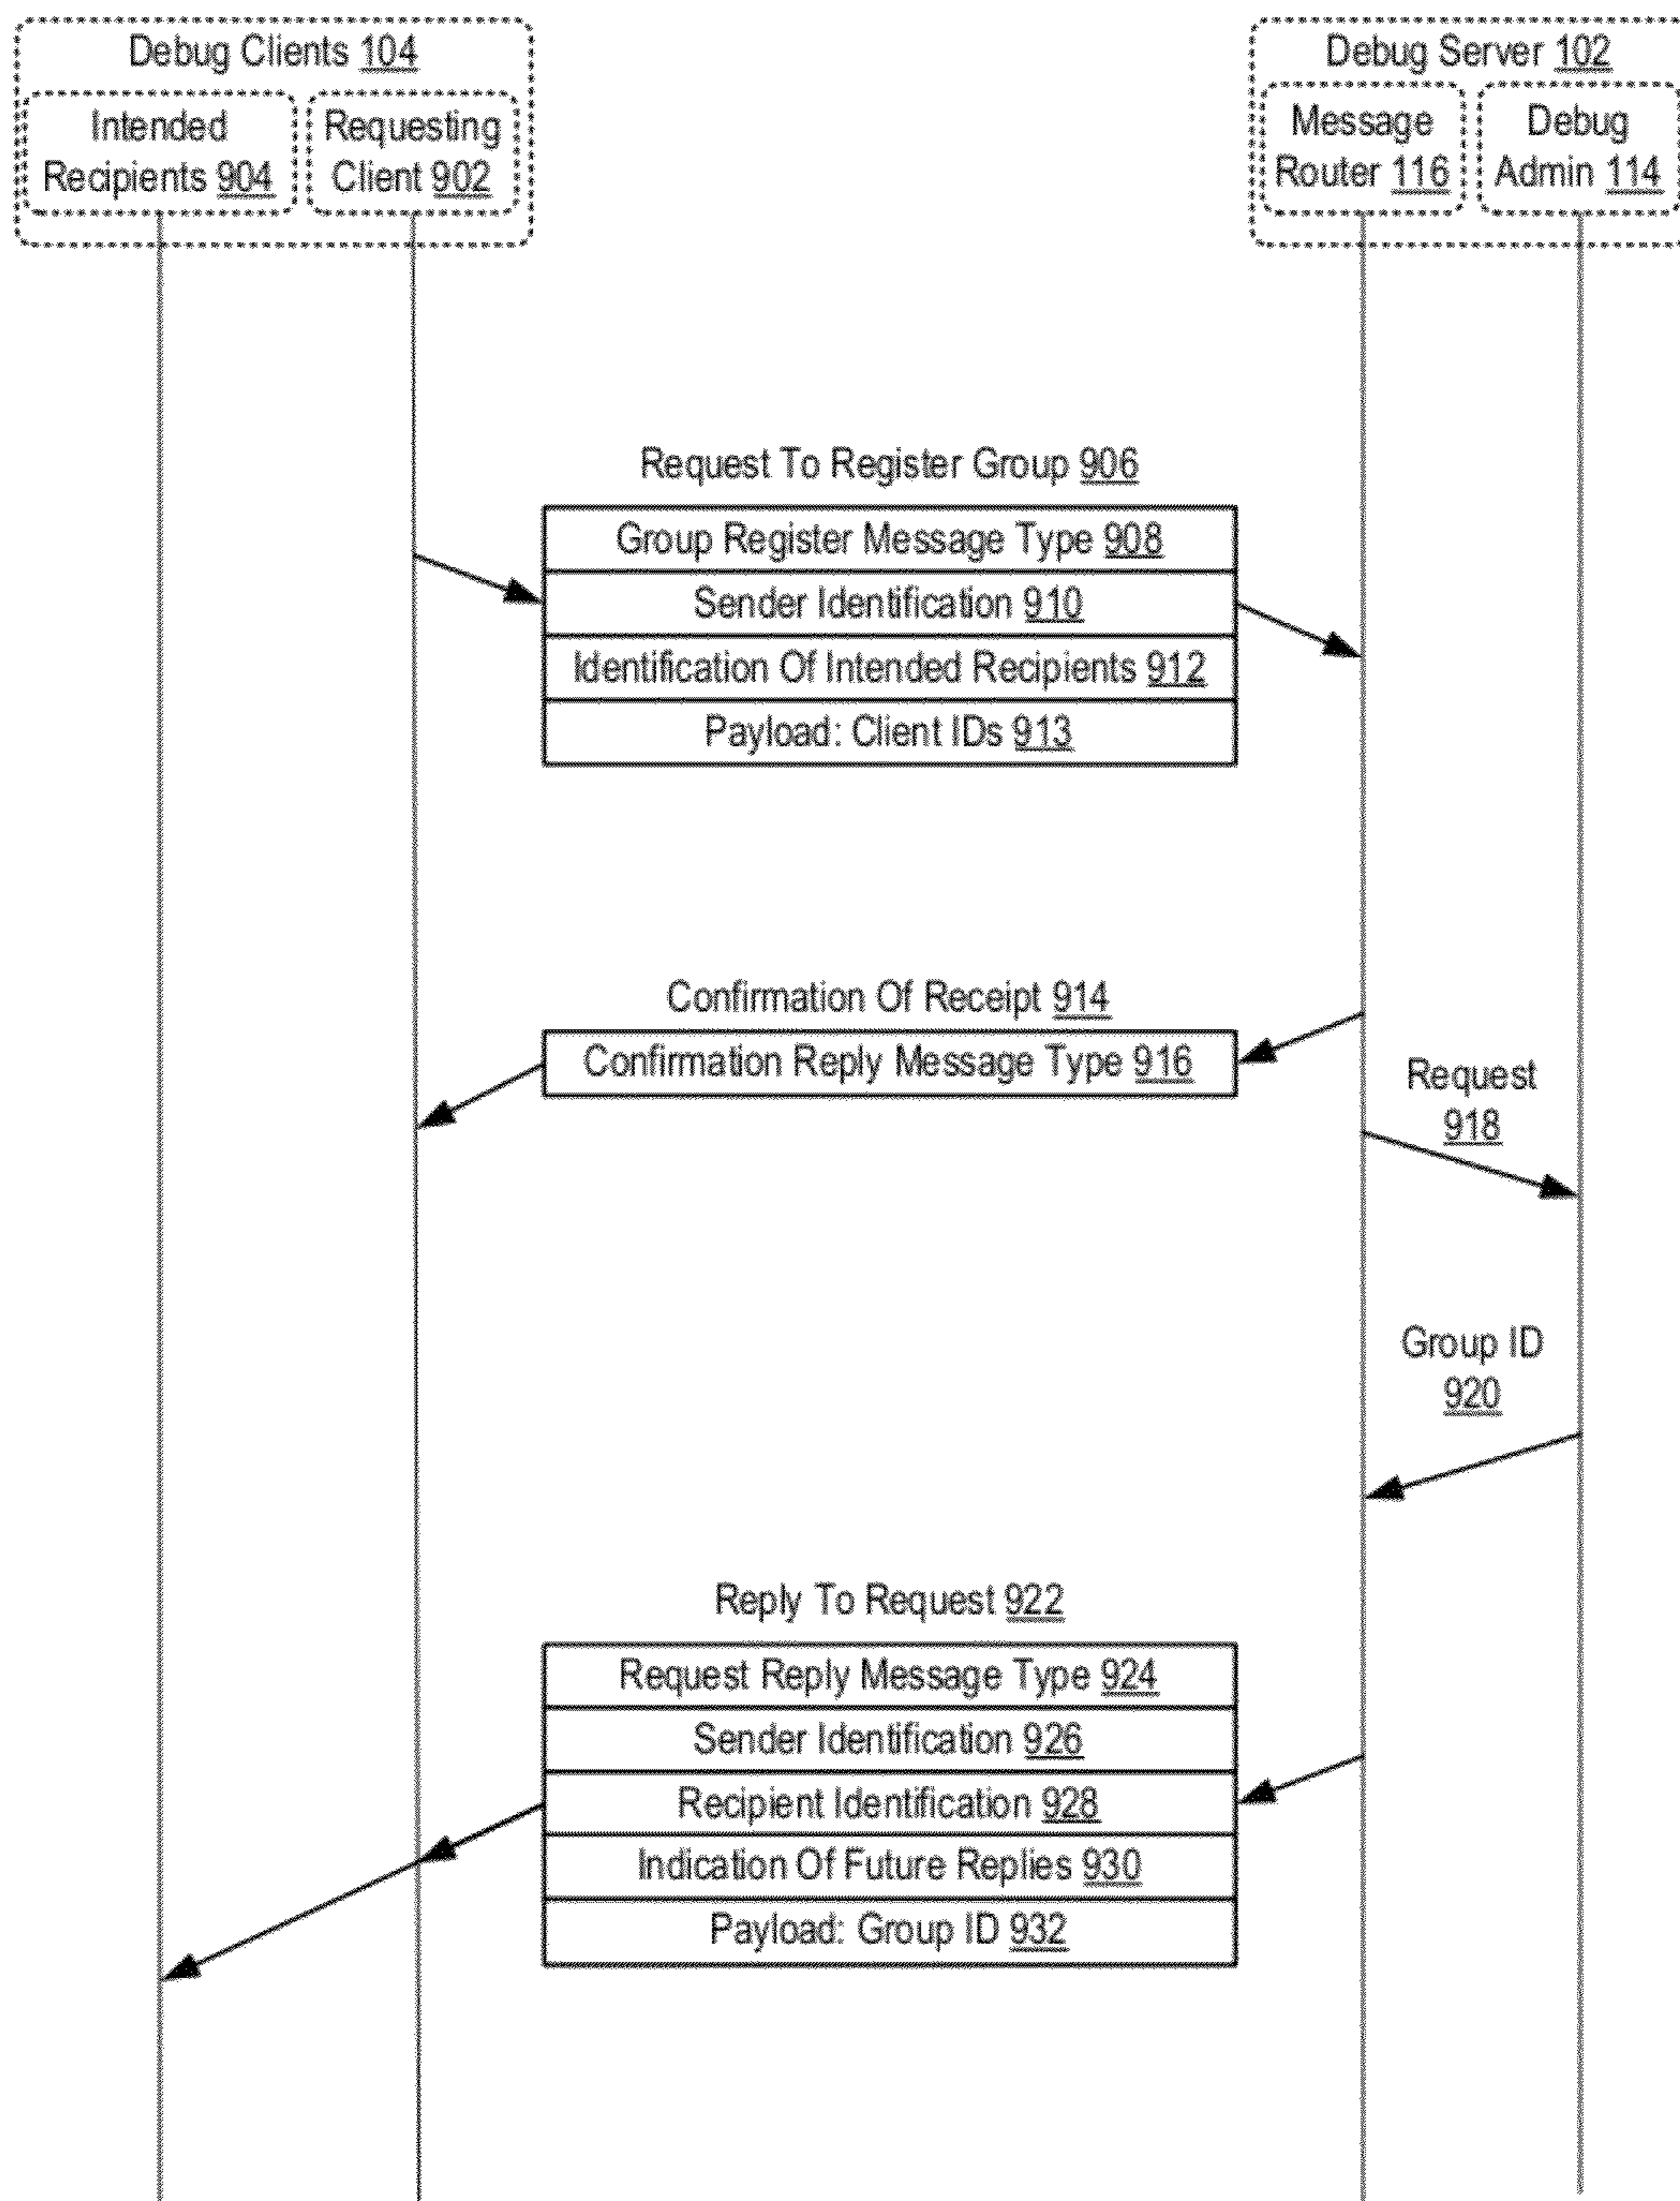 Debug Clients 104
Intended
Recipients 904
Requesting
Client 902
Debug Server 102
Message
Router 116
Debug
Admin 114
Request To Register Group 906
Group Register Message Type 908
Sender Identification 910
Identification Of Intended Recipients 912
Payload: Client IDs 913
Confirmation Of Receipt 914
Confirmation Reply Message Type 916
Request
918
Group ID
920
Reply To Request 922
Request Reply Message Type 924
Sender Identification 926
Recipient Identification 928
Indication Of Future Replies 930
Payload: Group ID 932